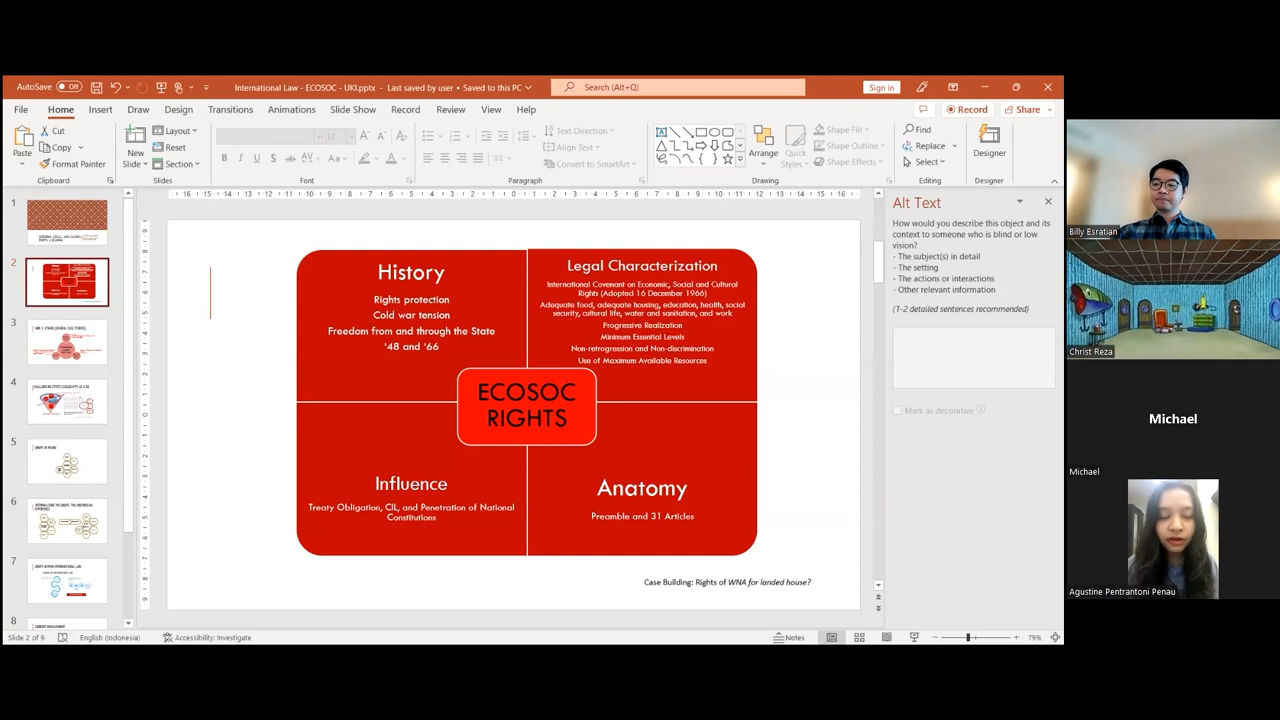 AutoSave Off
International Law - ECOSOC - UKI.pptx - Last saved by user • Saved to this PC
Search (Alt+Q)
Sign in
File Home Insert Draw Design Transitions Animations Slide Show Record Review View Help
Record
Share
Paste
Cut
Copy
Format Painter
Clipboard
New
Slide
Layout
Reset
Section
Slides
12
Font
Text Direction
Align Text
Convert to SmartArt
Paragraph
Arrange
Quick
Styles
Shape Fill
Shape Outline
Shape Effects
Drawing
Find
Replace
Select
Editing
Designer
Designer
1
2
3
4
5
6
7
8
History
Rights protection
Cold war tension
Freedom from and through the State
'48 and '66
Legal Characterization
International Covenant on Economic, Social and Cultural
Rights (Adopted 16 December 1966)
Adequate food, adequate housing, education, health, social
security, cultural life, water and sanitation, and work
Progressive Realization
Minimum Essential Levels
Non-retrogression and Non-discrimination
Use of Maximum Available Resources
ECOSOC
RIGHTS
Influence
Treaty Obligation, CIL, and Penetration of National
Constitutions
Anatomy
Preamble and 31 Articles
Case Building: Rights of WNA for landed house?
Alt Text
How would you describe this object and its
context to someone who is blind or low
vision?
- The subject(s) in detail
- The setting
- The actions or interactions
- Other relevant information
(1-2 detailed sentences recommended)
Mark as decorative
Slide 2 of 9
English (Indonesia)
Accessibility: Investigate
Notes
79%
Billy Esratian
Christ Reza
Michael
Michael
Agustine Pentrantoni Penau